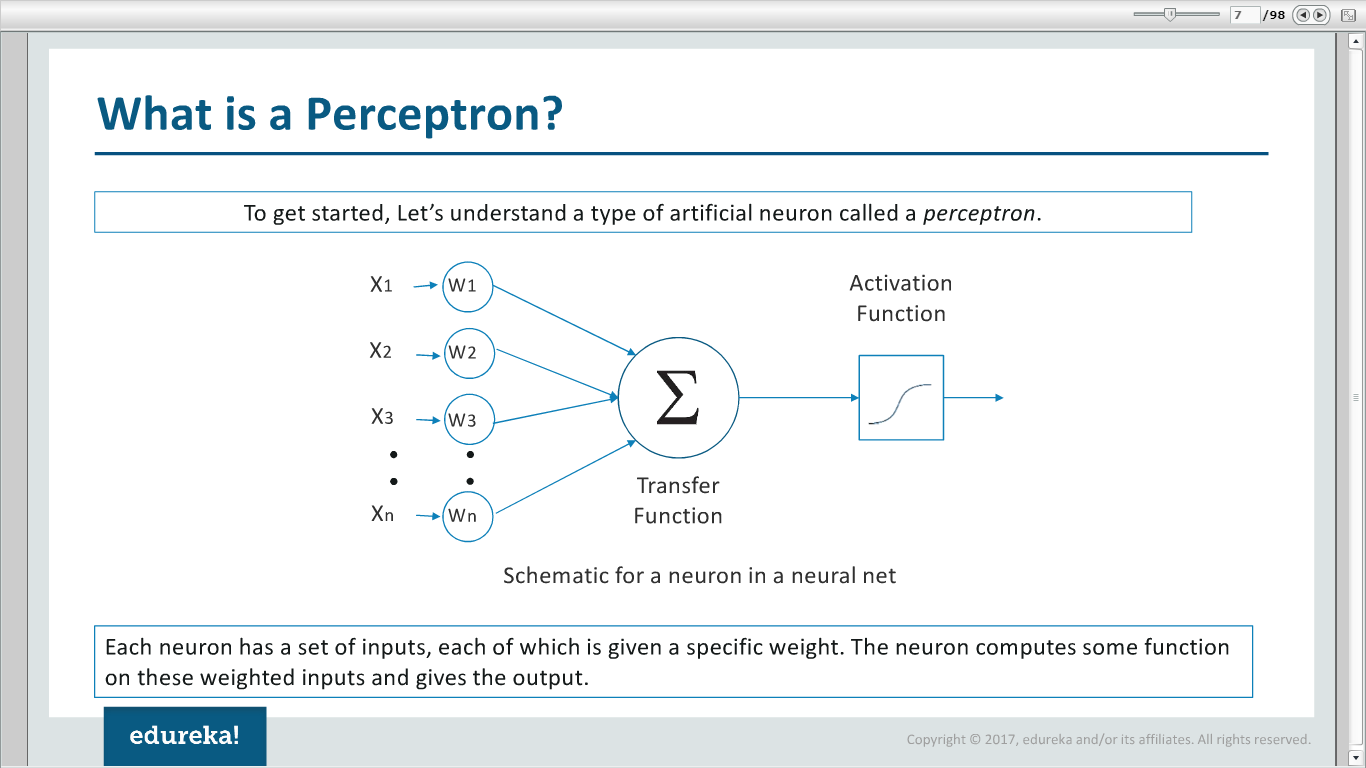 7 /98
What is a Perceptron?
To get started, Let’s understand a type of artificial neuron called a perceptron.
X1 W1
X2 W2
X3 W3
Xn Wn
Σ
Transfer
Function
Activation
Function
Schematic for a neuron in a neural net
Each neuron has a set of inputs, each of which is given a specific weight. The neuron computes some function
on these weighted inputs and gives the output.
edureka!
Copyright © 2017, edureka and/or its affiliates. All rights reserved.